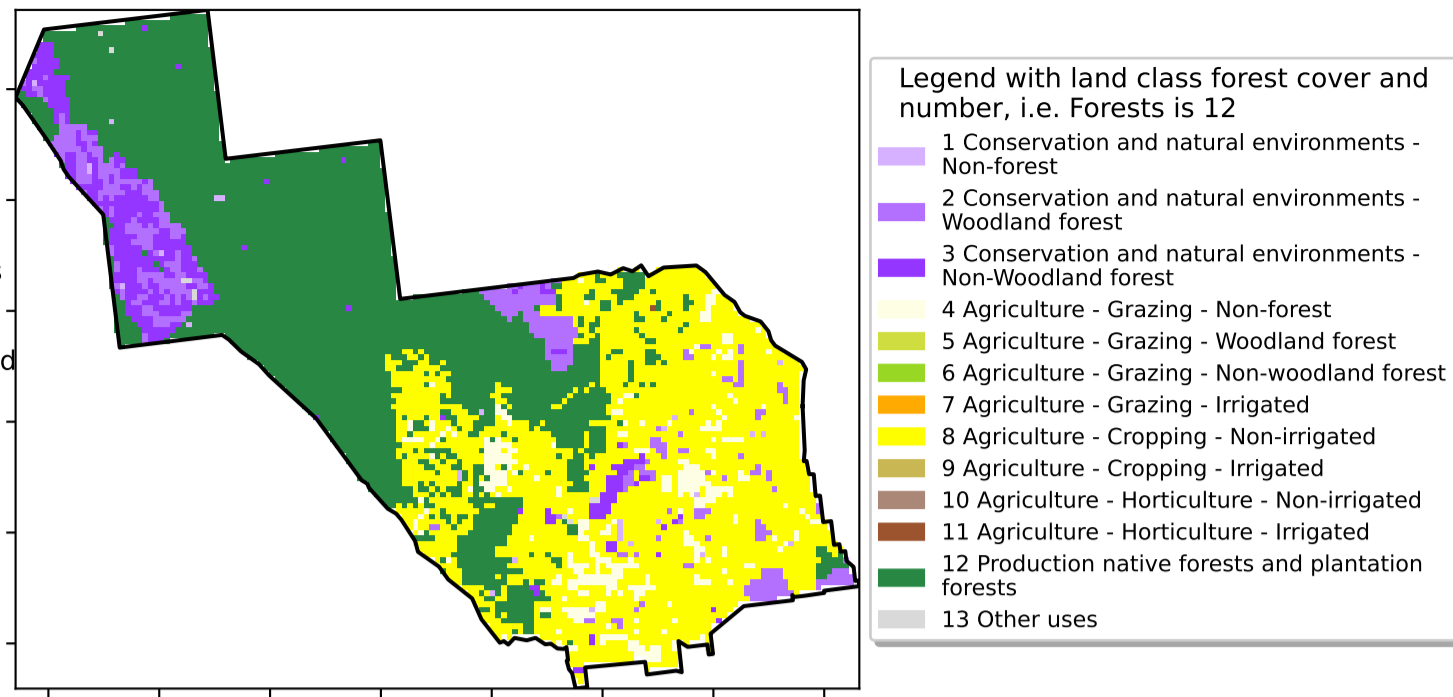 Legend with land class forest cover and
number, i.e. Forests is 12
1 Conservation and natural environments -
Non-forest
2 Conservation and natural environments -
Woodland forest
3 Conservation and natural environments -
Non-Woodland forest
4 Agriculture - Grazing - Non-forest
5 Agriculture - Grazing - Woodland forest
6 Agriculture - Grazing - Non-woodland forest
7 Agriculture - Grazing - Irrigated
8 Agriculture - Cropping - Non-irrigated
9 Agriculture - Cropping - Irrigated
10 Agriculture - Horticulture - Non-irrigated
11 Agriculture - Horticulture - Irrigated
12 Production native forests and plantation
forests
13 Other uses
d